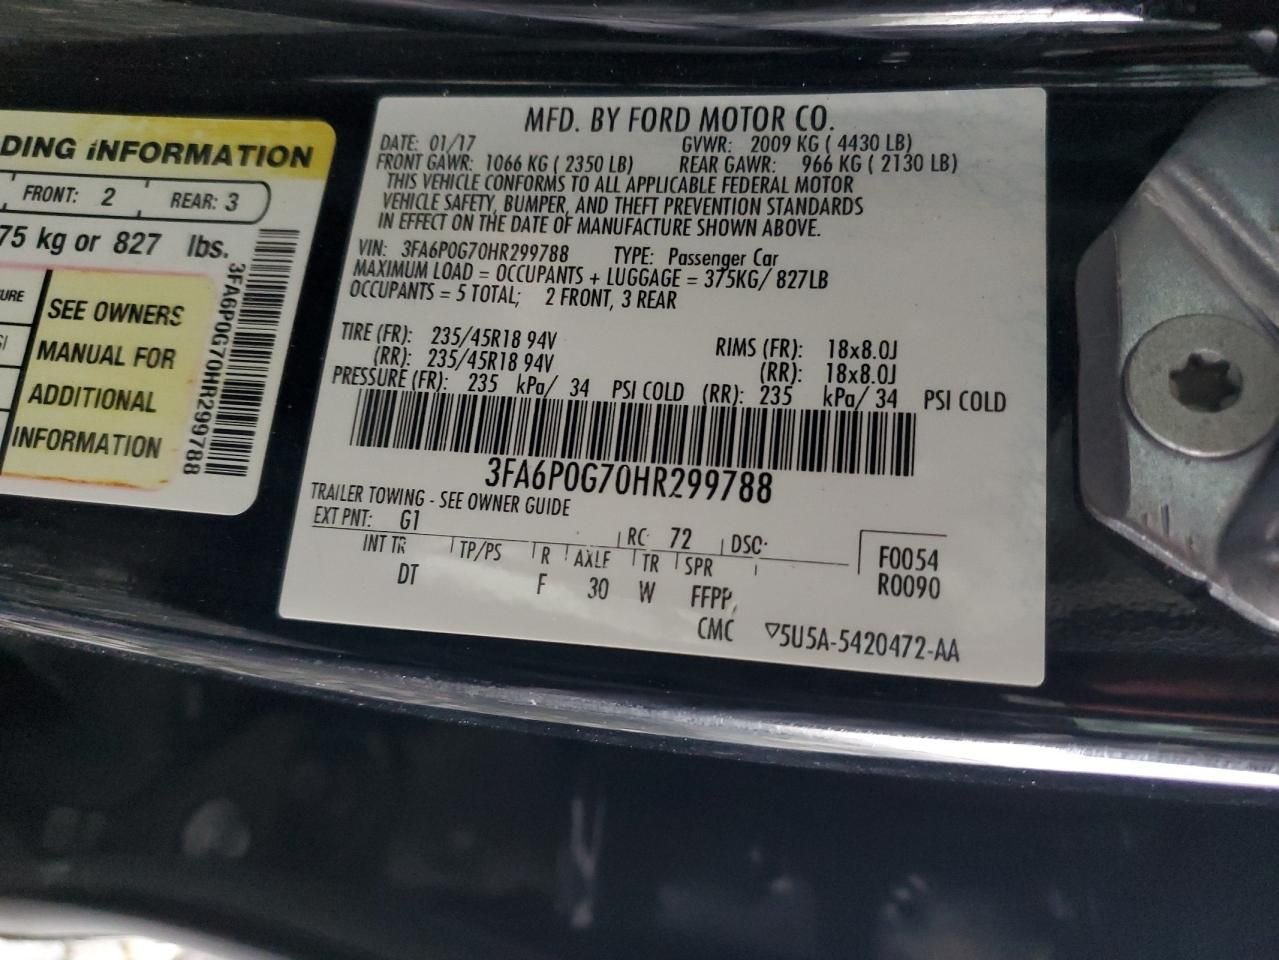 DING INFORMATION
FRONT: 2 REAR: 3
75 kg or 827 lbs.
SEE OWNERS
MANUAL FOR
ADDITIONAL
INFORMATION
3FA6P0G70HR299788
MFD. BY FORD MOTOR CO.
DATE: 01/17 GVWR: 2009 KG ( 4430 LB)
FRONT GAWR: 1066 KG ( 2350 LB) REAR GAWR: 966 KG ( 2130 LB)
THIS VEHICLE CONFORMS TO ALL APPLICABLE FEDERAL MOTOR
VEHICLE SAFETY, BUMPER, AND THEFT PREVENTION STANDARDS
IN EFFECT ON THE DATE OF MANUFACTURE SHOWN ABOVE.
VIN: 3FA6P0G70HR299788 TYPE: Passenger Car
MAXIMUM LOAD = OCCUPANTS + LUGGAGE = 375KG/ 827LB
OCCUPANTS = 5 TOTAL; 2 FRONT, 3 REAR
TIRE (FR): 235/45R18 94V RIMS (FR): 18x8.0J
(RR): 235/45R18 94V (RR): 18x8.0J
PRESSURE (FR): 235 kPa/ 34 PSI COLD (RR): 235 kPa/ 34 PSI COLD
3FA6P0G70HR299788
TRAILER TOWING - SEE OWNER GUIDE
EXT PNT: G1 RC: 72 DSO:
INT TR TP/PS R AXLE TR SPR
DT F 30 W FFPP,
CMC
F0054
R0090
5U5A-5420472-AA